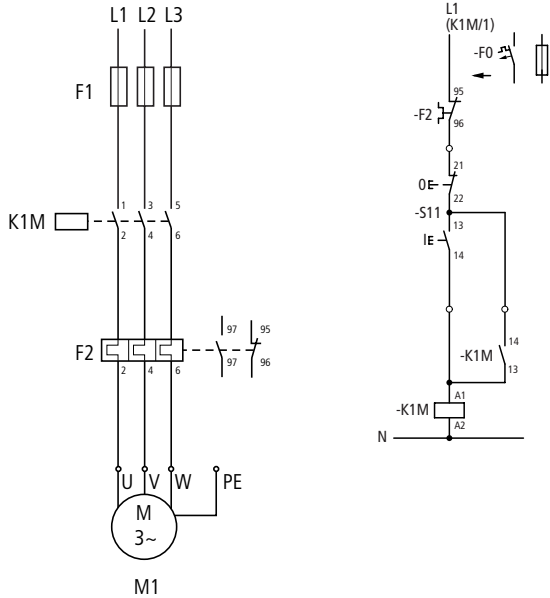 L1 L2 L3
F1
1 3 5
K1M
2 4 6
97 95
F2
97 96
2 4 6
U V W PE
M
3~
M1
L1
(K1M/1)
-F0
95
-F2
96
21
0E
22
-S11
13
IE
14
14
-K1M
13
A1
-K1M
A2
N